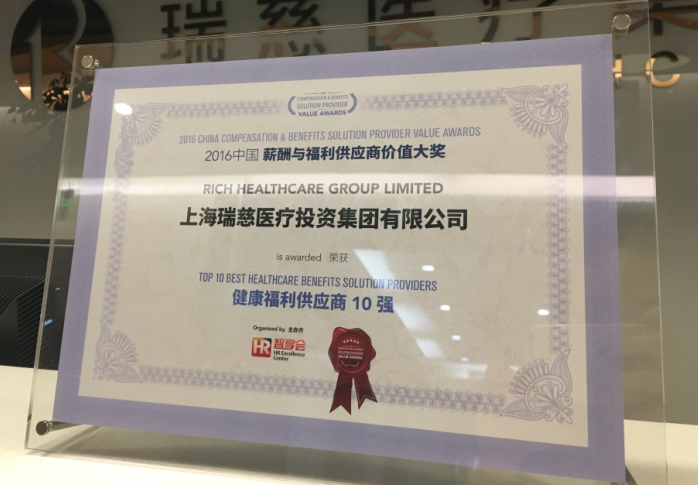 瑞慈医疗
COMPENSATION & BENEFITS
SOLUTION PROVIDER
VALUE AWARDS
2016 CHINA COMPENSATION & BENEFITS SOLUTION PROVIDER VALUE AWARDS
2016中国 薪酬与福利供应商价值大奖
RICH HEALTHCARE GROUP LIMITED
上海瑞慈医疗投资集团有限公司
is awarded 荣获
TOP 10 BEST HEALTHCARE BENEFITS SOLUTION PROVIDERS
健康福利供应商 10 强
Organized by 主办方
HR 智享会
HR Excellence
Center
VALUE AWARDS